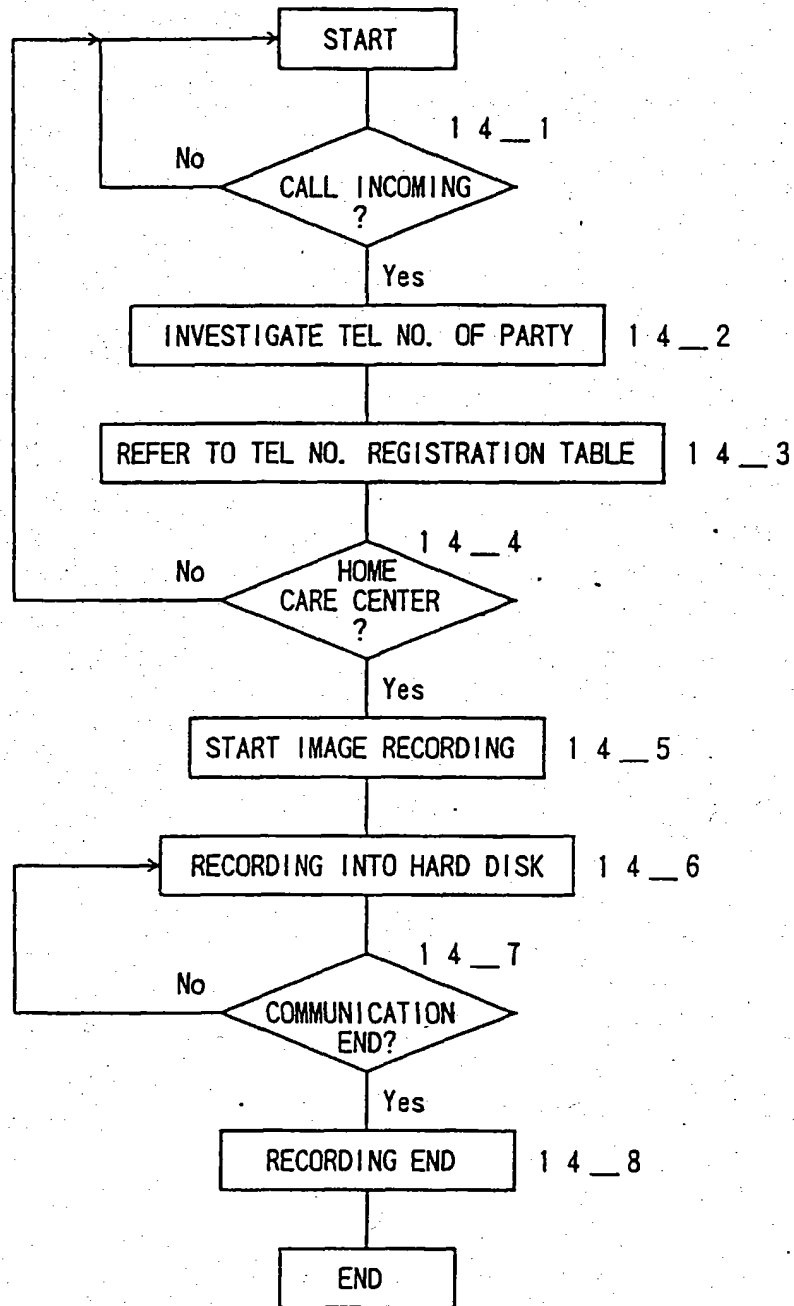 START
14_1
No
CALL INCOMING
?
Yes
INVESTIGATE TEL NO. OF PARTY 14_2
REFER TO TEL NO. REGISTRATION TABLE 14_3
14_4
No
HOME
CARE CENTER
?
Yes
START IMAGE RECORDING 14_5
RECORDING INTO HARD DISK 14_6
14_7
No
COMMUNICATION
END?
Yes
RECORDING END 14_8
END